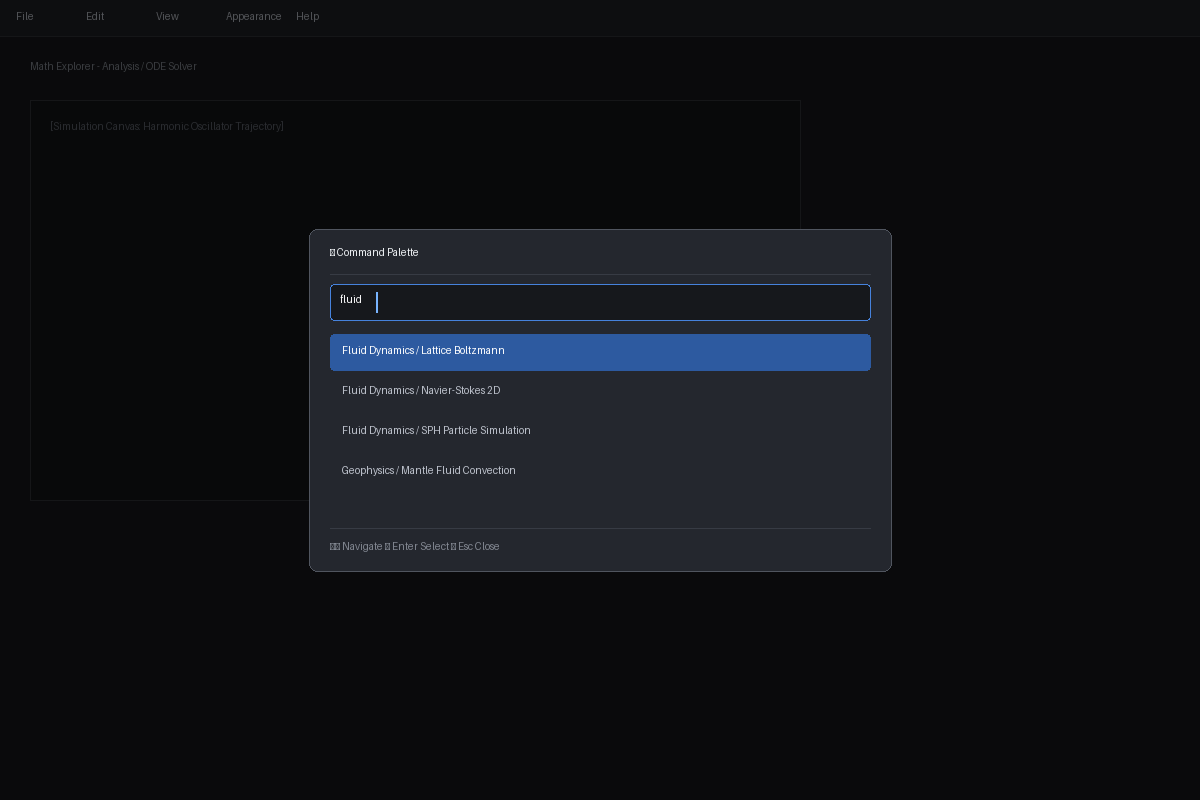 File Edit View Appearance Help
Math Explorer - Analysis / ODE Solver
[Simulation Canvas: Harmonic Oscillator Trajectory]
Command Palette
fluid
Fluid Dynamics / Lattice Boltzmann
Fluid Dynamics / Navier-Stokes 2D
Fluid Dynamics / SPH Particle Simulation
Geophysics / Mantle Fluid Convection
Navigate Enter Select Esc Close